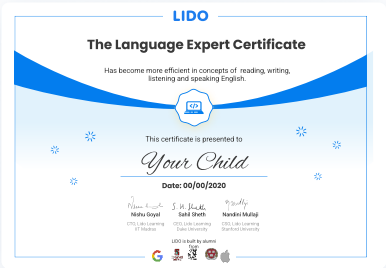 LIDO
The Language Expert Certificate
Has become more efficient in concepts of reading, writing,
listening and speaking English.
This certificate is presented to
Your Child
Date: 00/00/2020
Nishu Goyal Sahil Sheth Nandini Mullaji
CTO, Lido Learning CEO, Lido Learning COO, Lido Learning
IIT Madras Duke University Stanford University
LIDO is built by alumni
from